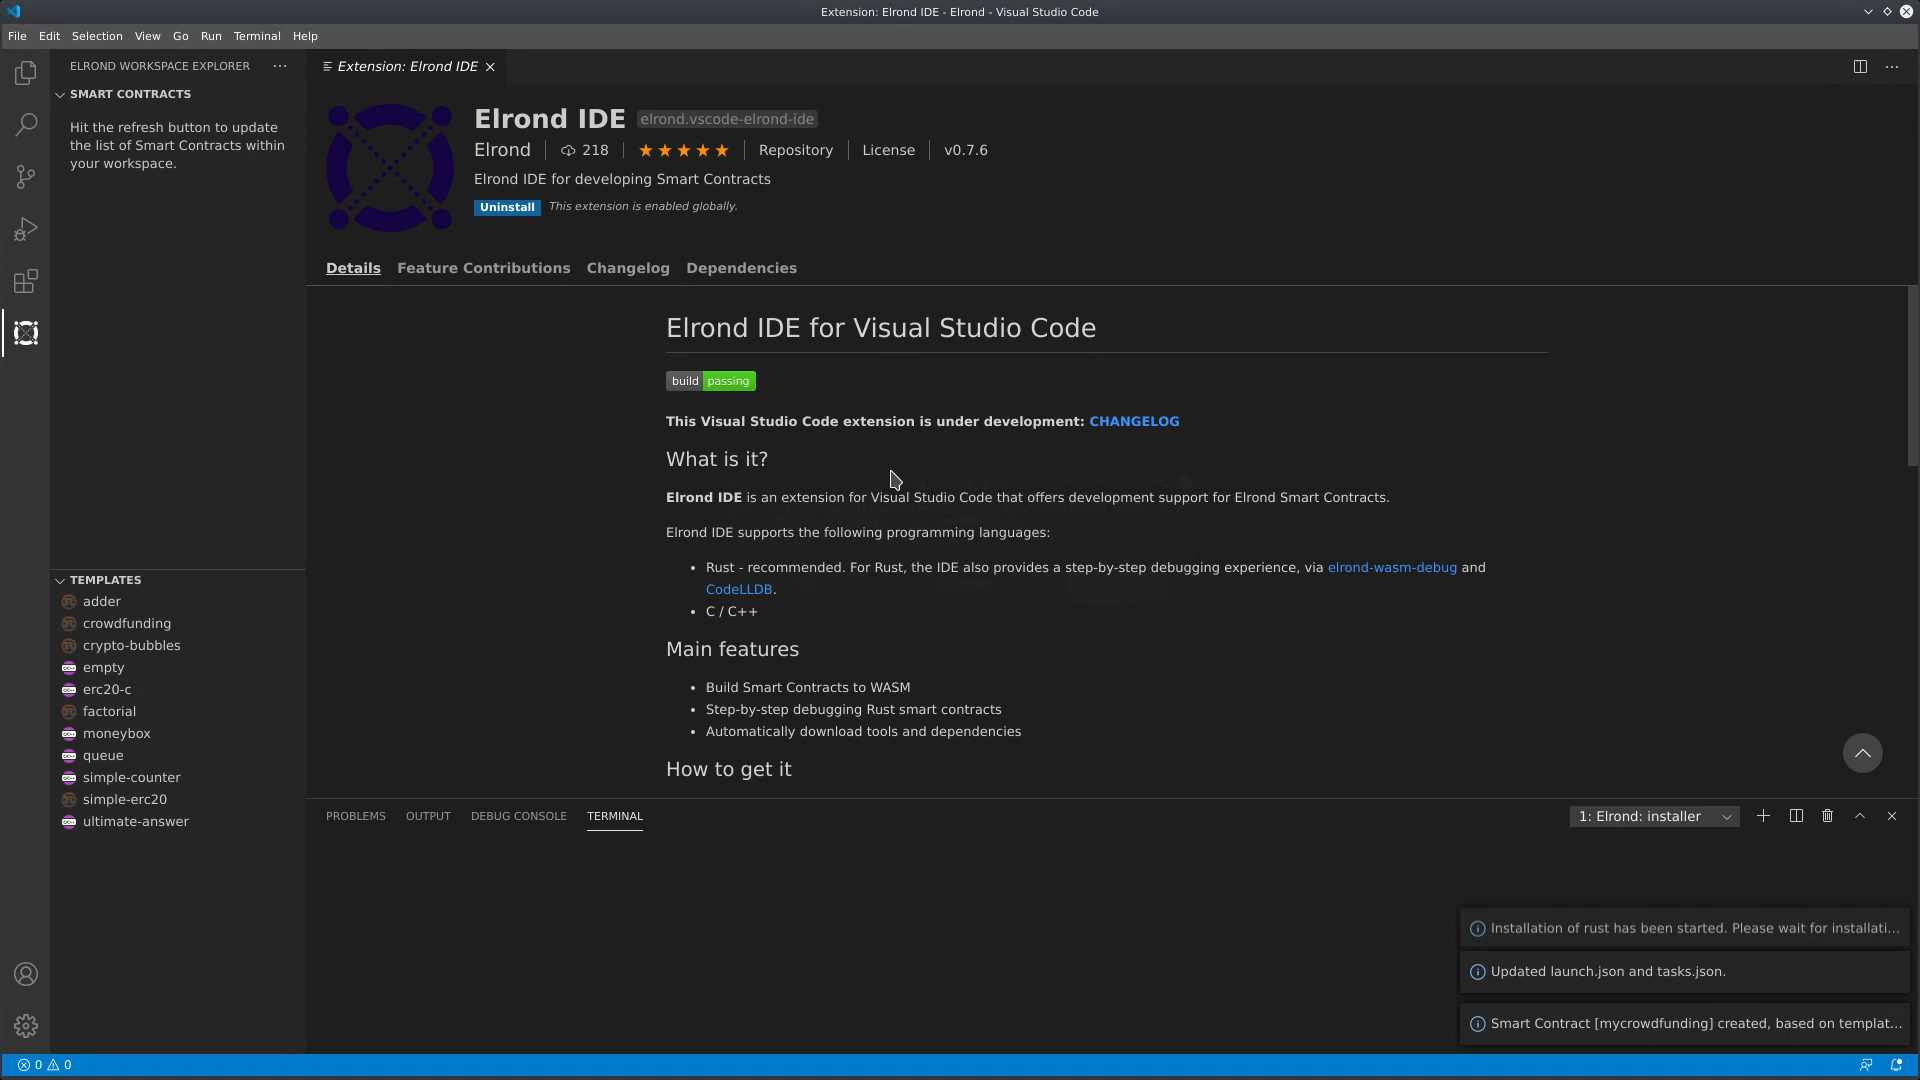 Extension: Elrond IDE - Elrond - Visual Studio Code
File Edit Selection View Go Run Terminal Help
ELROND WORKSPACE EXPLORER
SMART CONTRACTS
Hit the refresh button to update
the list of Smart Contracts within
your workspace.
TEMPLATES
adder
crowdfunding
crypto-bubbles
empty
erc20-c
factorial
moneybox
queue
simple-counter
simple-erc20
ultimate-answer
Extension: Elrond IDE
Elrond IDE elrond.vscode-elrond-ide
Elrond 218 ★★★★★ Repository License v0.7.6
Elrond IDE for developing Smart Contracts
Uninstall This extension is enabled globally.
Details Feature Contributions Changelog Dependencies
Elrond IDE for Visual Studio Code
build passing
This Visual Studio Code extension is under development: CHANGELOG
What is it?
Elrond IDE is an extension for Visual Studio Code that offers development support for Elrond Smart Contracts.
Elrond IDE supports the following programming languages:
• Rust - recommended. For Rust, the IDE also provides a step-by-step debugging experience, via elrond-wasm-debug and
CodeLLDB.
• C / C++
Main features
• Build Smart Contracts to WASM
• Step-by-step debugging Rust smart contracts
• Automatically download tools and dependencies
How to get it
PROBLEMS OUTPUT DEBUG CONSOLE TERMINAL
1: Elrond: installer
Installation of rust has been started. Please wait for installati...
Updated launch.json and tasks.json.
Smart Contract [mycrowdfunding] created, based on templat...
0 0